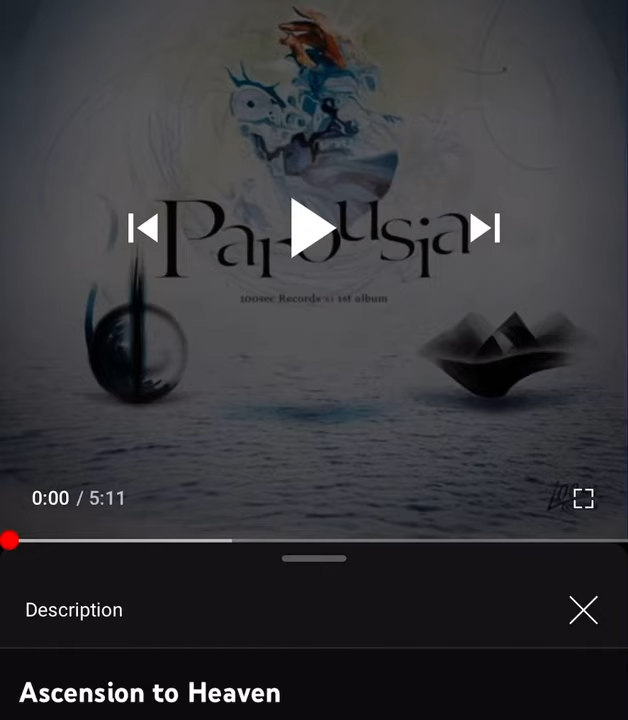 Parousia
100sec Records 1st album
0:00 / 5:11
Description
Ascension to Heaven